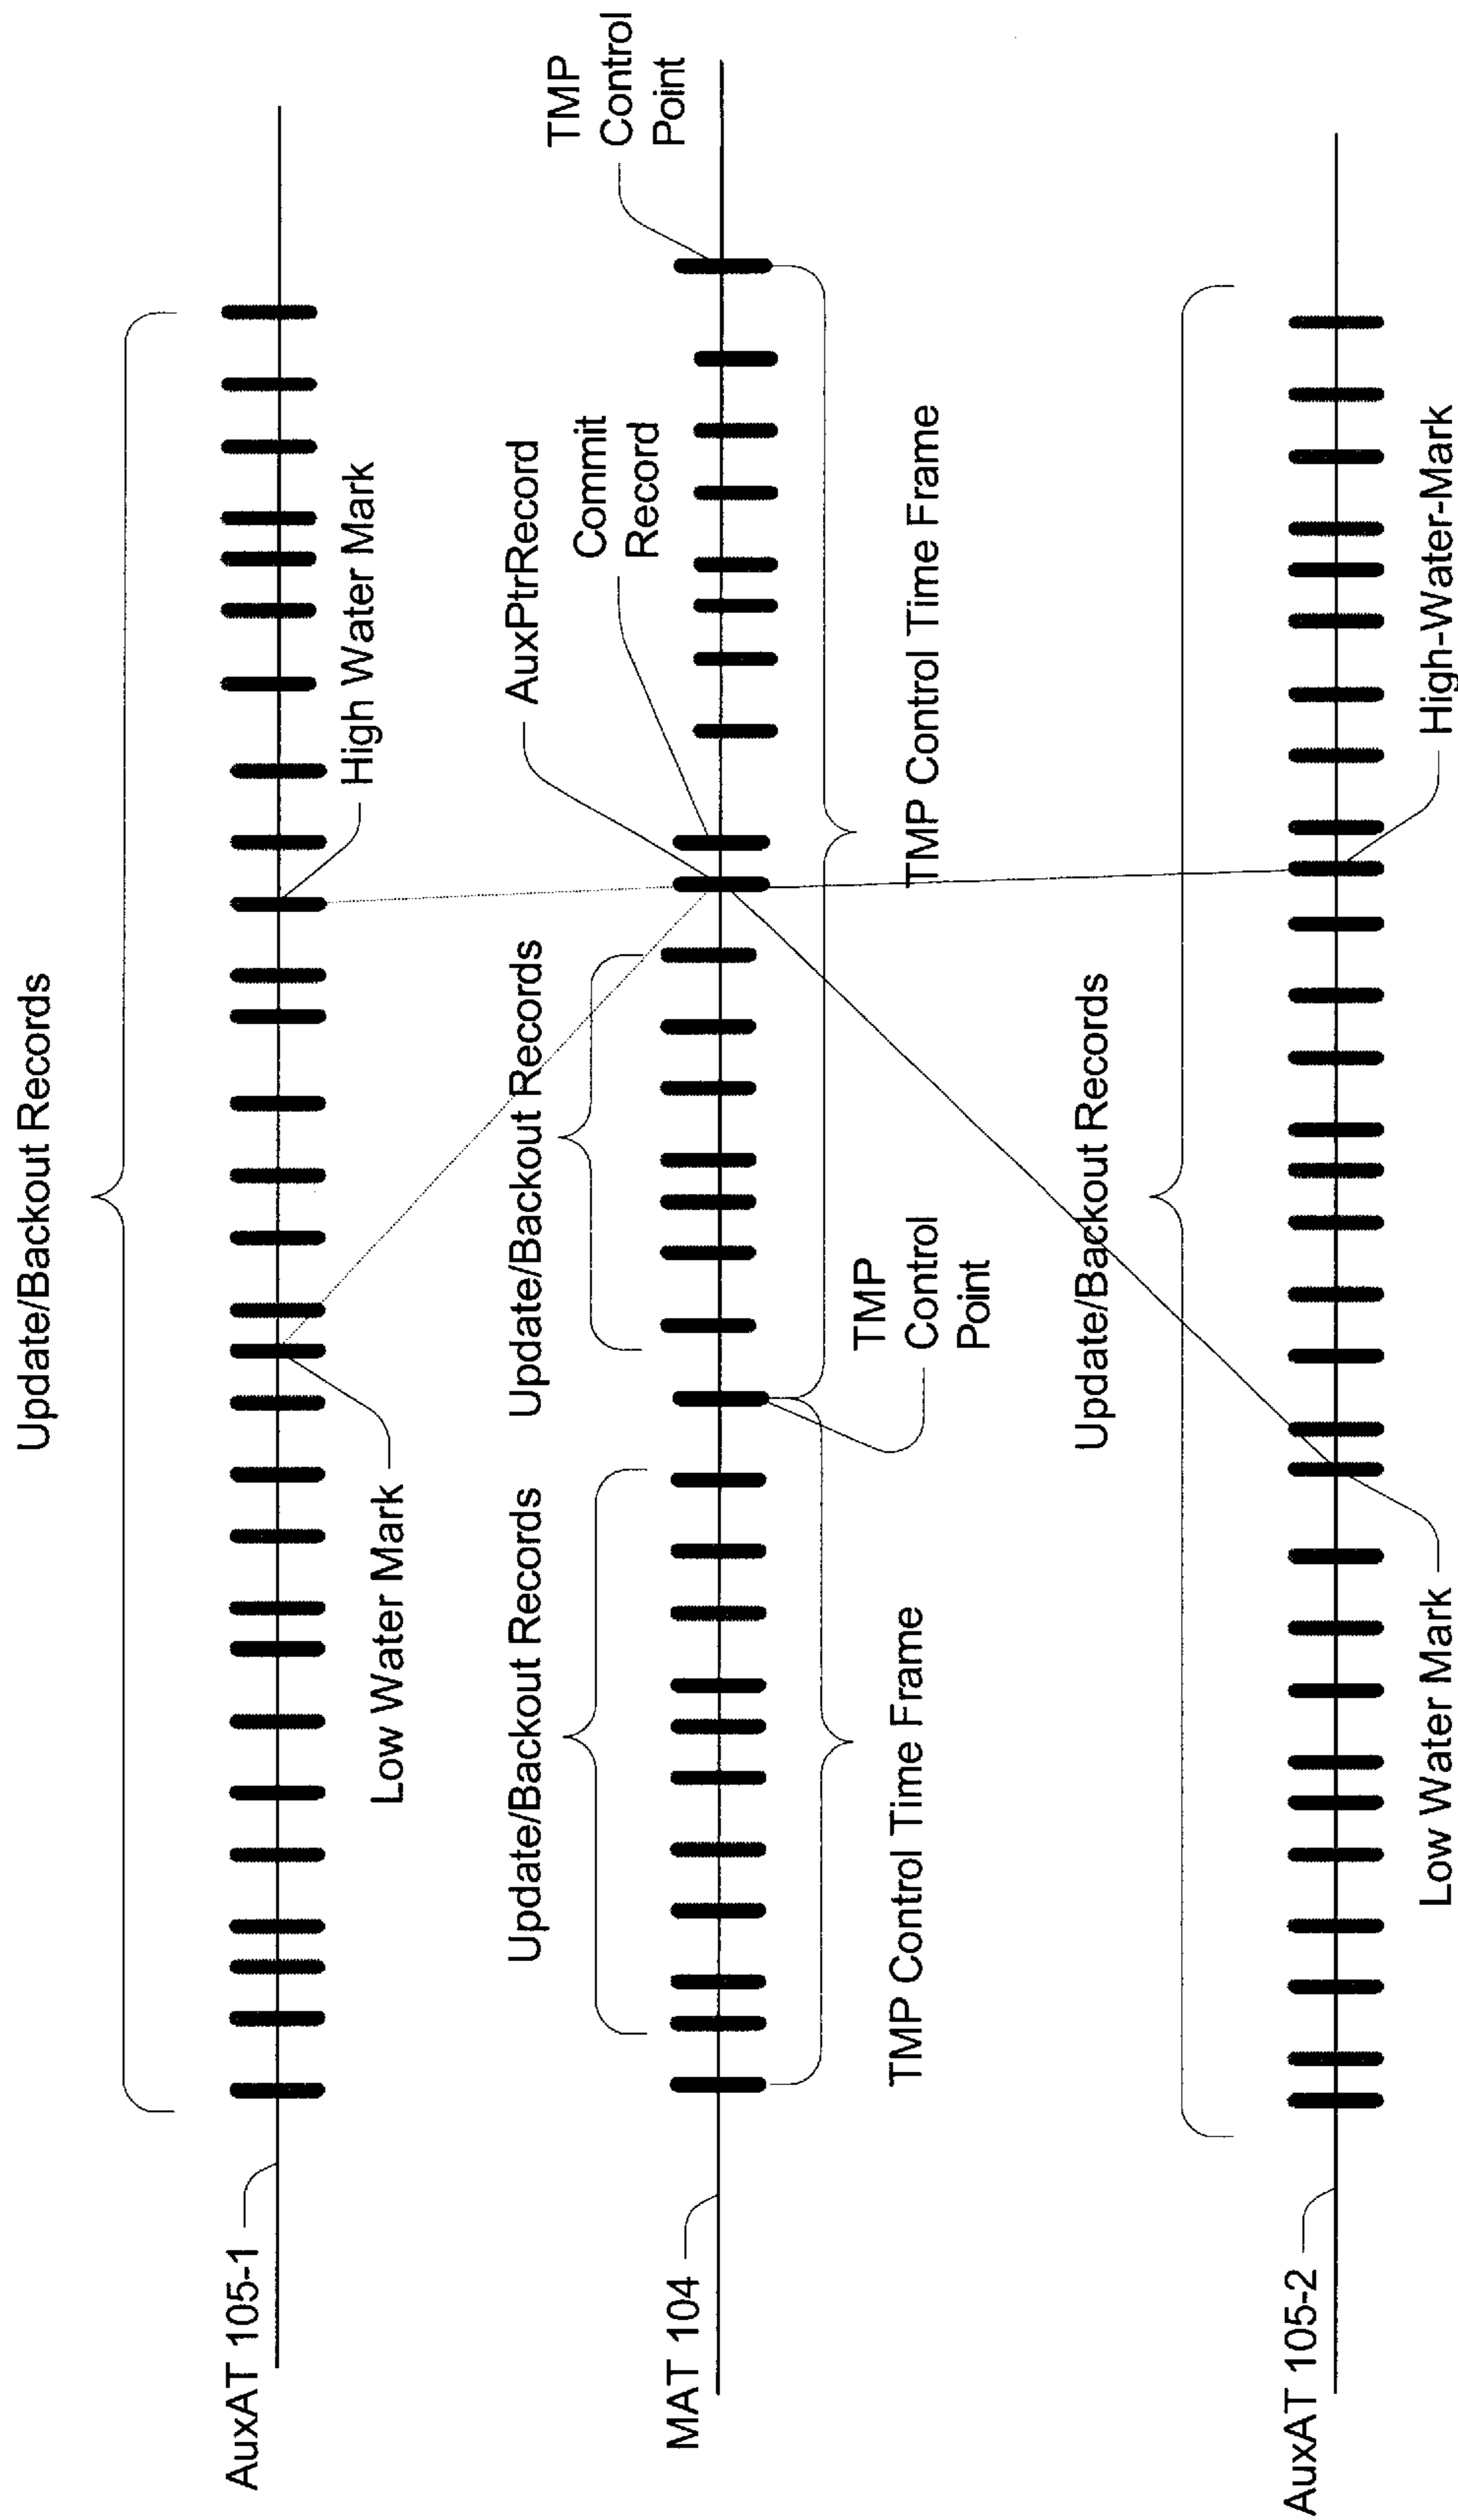 Update/Backout Records
AuxAT 105-1
Low Water Mark
High Water Mark
Update/Backout Records
Update/Backout Records
AuxPtrRecord
Commit
Record
TMP
Control
Point
MAT 104
TMP Control Time Frame
TMP
Control
Point
TMP Control Time Frame
Update/Backout Records
AuxAT 105-2
Low Water Mark
High-Water-Mark